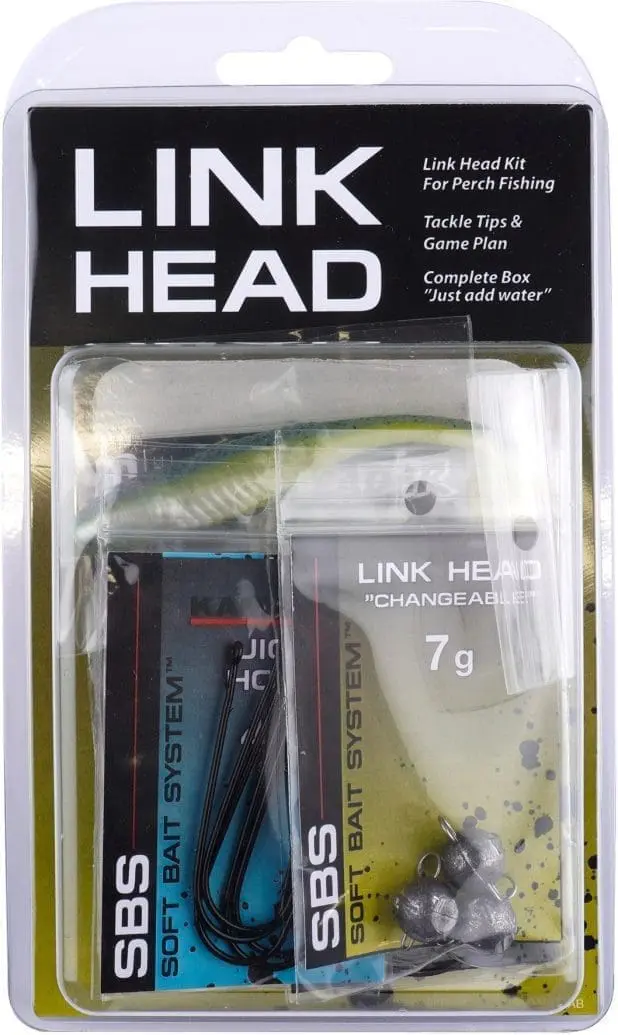 LINK
HEAD
Link Head Kit
For Perch Fishing
Tackle Tips &
Game Plan
Complete Box
"Just add water"
LINK HEAD
"CHANGEABLE"
7g
SBS
SOFT BAIT SYSTEM™
SBS
SOFT BAIT SYSTEM™